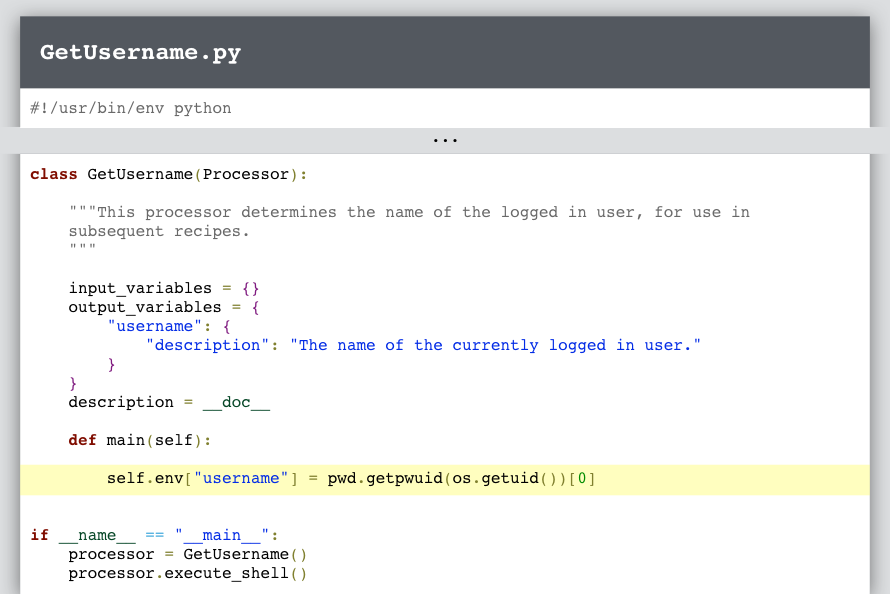 GetUsername.py
#!/usr/bin/env python
...
class GetUsername(Processor):
    """This processor determines the name of the logged in user, for use in
    subsequent recipes.
    """
    input_variables = {}
    output_variables = {
        "username": {
            "description": "The name of the currently logged in user."
        }
    }
    description = __doc__
    def main(self):
        self.env["username"] = pwd.getpwuid(os.getuid())[0]
if __name__ == "__main__":
    processor = GetUsername()
    processor.execute_shell()